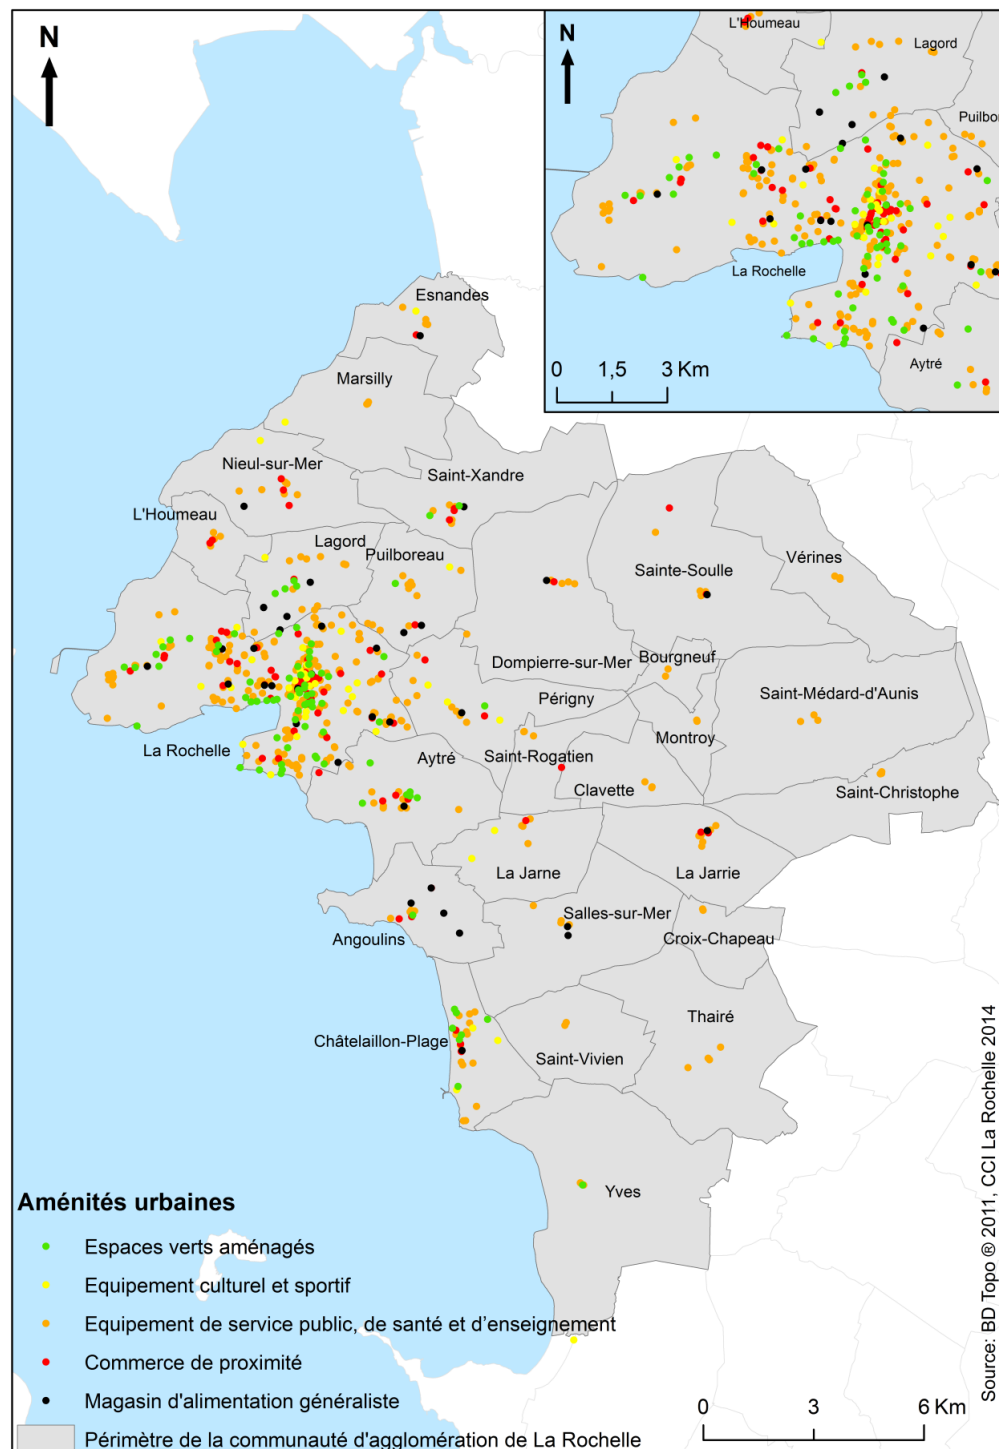 N
N
L'Houmeau
Lagord
Puilbor
La Rochelle
Aytré
0 1,5 3 Km
Esnandes
Marsilly
Nieul-sur-Mer
Saint-Xandre
L'Houmeau
Lagord
Puilboreau
Sainte-Soulle
Vérines
Dompierre-sur-Mer
Bourgneuf
Périgny
Saint-Médard-d'Aunis
La Rochelle
Aytré
Saint-Rogatien
Montroy
Clavette
Saint-Christophe
La Jarne
La Jarrie
Angoulins
Salles-sur-Mer
Croix-Chapeau
Châtelaillon-Plage
Saint-Vivien
Thairé
Yves
Aménités urbaines
Espaces verts aménagés
Equipement culturel et sportif
Equipement de service public, de santé et d'enseignement
Commerce de proximité
Magasin d'alimentation généraliste
Périmètre de la communauté d'agglomération de La Rochelle
0 3 6 Km
Source: BD Topo ® 2011, CCI La Rochelle 2014